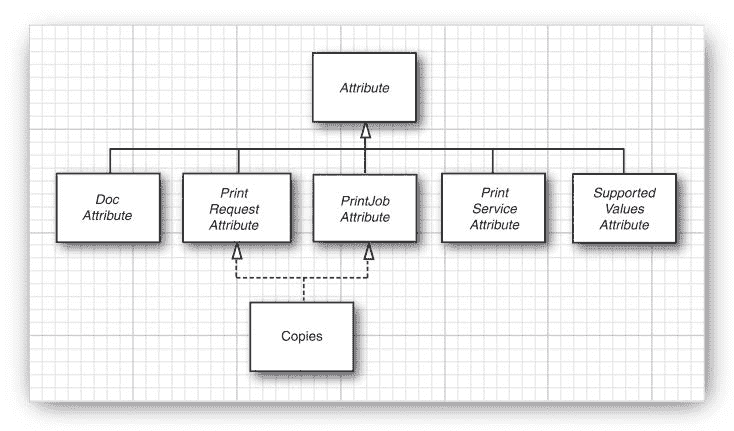 Attribute
Doc
Attribute
Print
Request
Attribute
PrintJob
Attribute
Print
Service
Attribute
Supported
Values
Attribute
Copies